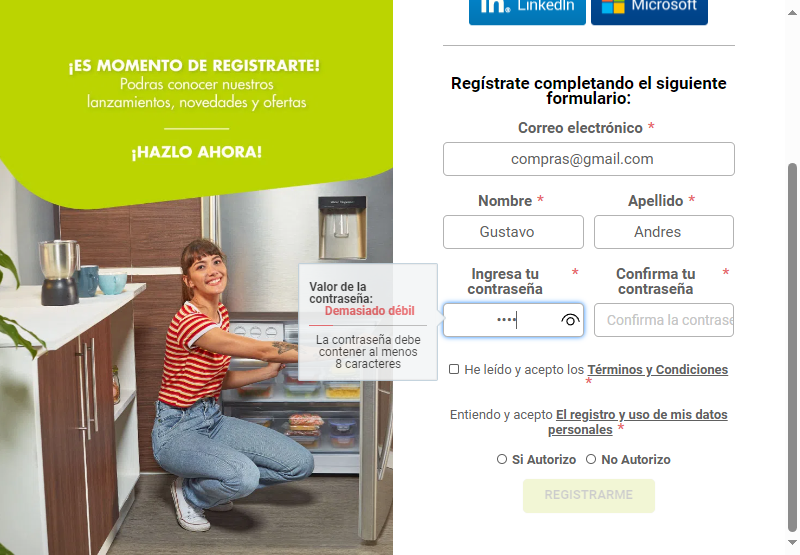 ¡ES MOMENTO DE REGISTRARTE!
Podras conocer nuestros
lanzamientos, novedades y ofertas
¡HAZLO AHORA!
in. LinkedIn
Microsoft
Regístrate completando el siguiente
formulario:
Correo electrónico *
compras@gmail.com
Nombre *
Apellido *
Gustavo
Andres
Ingresa tu
contraseña
*
Confirma tu
contraseña
*
••••
Confirma la contrase
Valor de la
contraseña:
Demasiado débil
La contraseña debe
contener al menos
8 caracteres
He leído y acepto los Términos y Condiciones
*
Entiendo y acepto El registro y uso de mis datos
personales *
Si Autorizo
No Autorizo
REGISTRARME